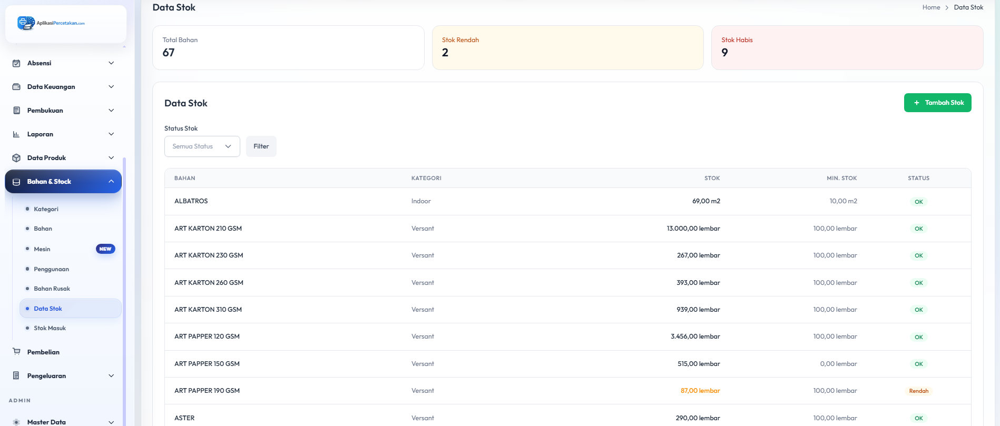 AplikasiPercetakan.com
Absensi
Data Keuangan
Pembukuan
Laporan
Data Produk
Bahan & Stock
Kategori
Bahan
Mesin NEW
Penggunaan
Bahan Rusak
Data Stok
Stok Masuk
Pembelian
Pengeluaran
ADMIN
Master Data
Data Stok
Home > Data Stok
Total Bahan
67
Stok Rendah
2
Stok Habis
9
Data Stok
+ Tambah Stok
Status Stok
Semua Status
Filter
BAHAN KATEGORI STOK MIN. STOK STATUS
ALBATROS Indoor 69,00 m2 10,00 m2 OK
ART KARTON 210 GSM Versant 13.000,00 lembar 100,00 lembar OK
ART KARTON 230 GSM Versant 267,00 lembar 100,00 lembar OK
ART KARTON 260 GSM Versant 393,00 lembar 100,00 lembar OK
ART KARTON 310 GSM Versant 939,00 lembar 100,00 lembar OK
ART PAPPER 120 GSM Versant 3.456,00 lembar 100,00 lembar OK
ART PAPPER 150 GSM Versant 515,00 lembar 0,00 lembar OK
ART PAPPER 190 GSM Versant 87,00 lembar 100,00 lembar Rendah
ASTER Versant 290,00 lembar 100,00 lembar OK